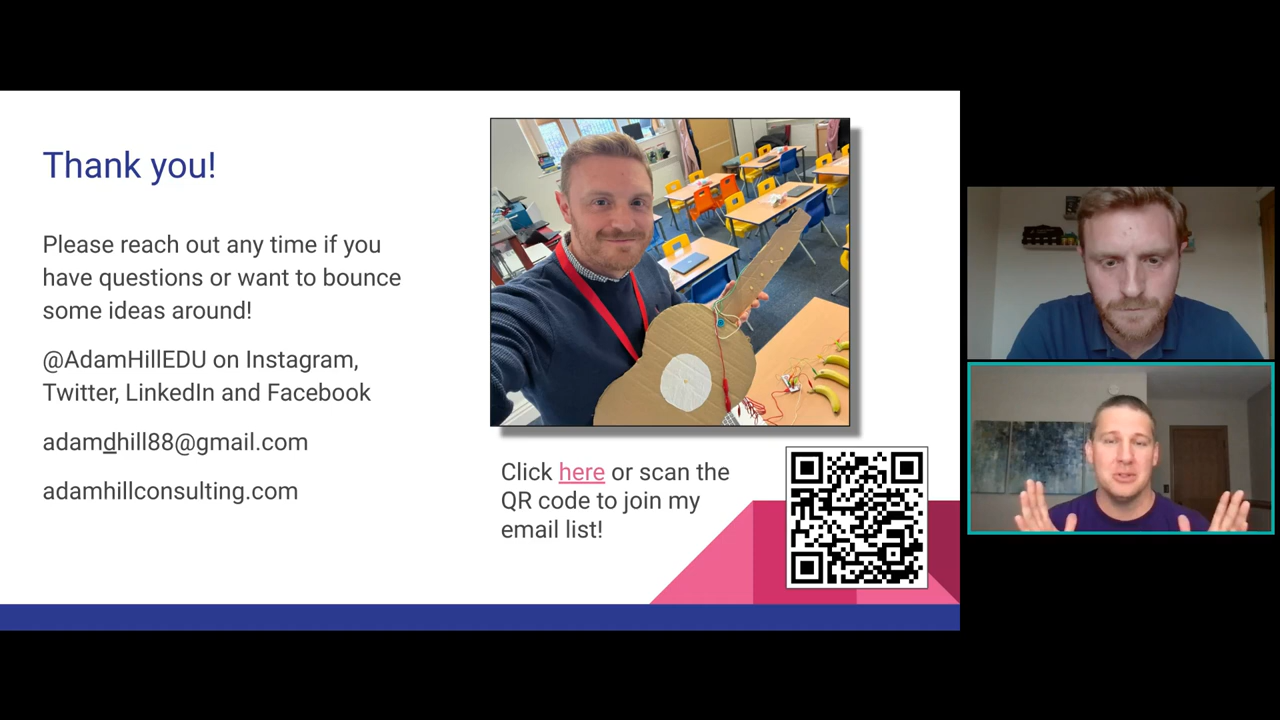 Thank you!
Please reach out any time if you
have questions or want to bounce
some ideas around!
@AdamHillEDU on Instagram,
Twitter, LinkedIn and Facebook
adamdhill88@gmail.com
adamhillconsulting.com
Click here or scan the
QR code to join my
email list!